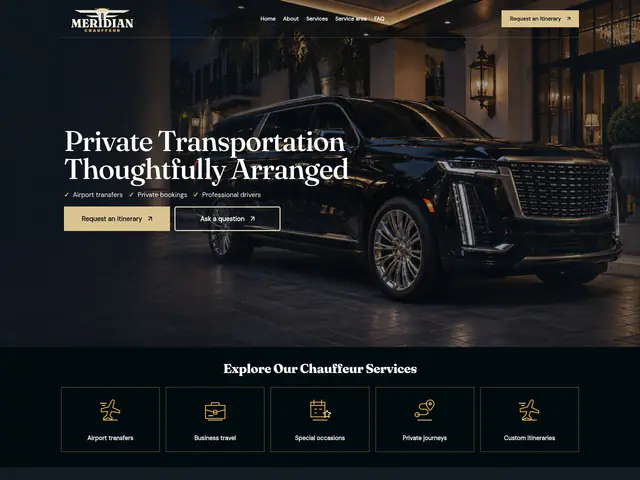 MERIDIAN
CHAUFFEUR
Home About Services Service area FAQ
Request an itinerary
Private Transportation
Thoughtfully Arranged
Airport transfers Private bookings Professional drivers
Request an itinerary
Ask a question
Explore Our Chauffeur Services
Airport transfers
Business travel
Special occasions
Private journeys
Custom itineraries